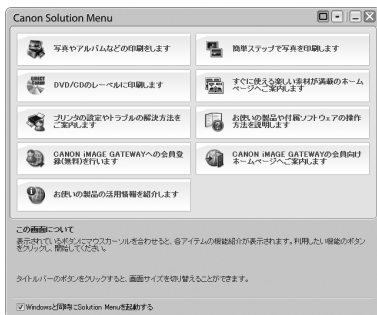 Canon Solution Menu
写真やアルバムなどの印刷をします
簡単ステップで写真を印刷します
DVD/CDのレーベルに印刷します
すぐに使える楽しい素材が満載のホーム
ページへご案内します
プリンタの設定やトラブルの解決方法を
ご案内します
お使いの製品や付属ソフトウェアの操作
方法を説明します
CANON iMAGE GATEWAYへの会員登
録(無料)を行います
CANON iMAGE GATEWAYの会員向け
ホームページへご案内します
お使いの製品の活用情報を紹介します
この画面について
表示されているボタンにマウスカーソルを合わせると、各アイテムの機能紹介が表示されます。利用したい機能のボタン
をクリックし、開始してください。
タイトルバーのボタンをクリックすると、画面サイズを切り替えることができます。
Windowsと同時にSolution Menuを起動する